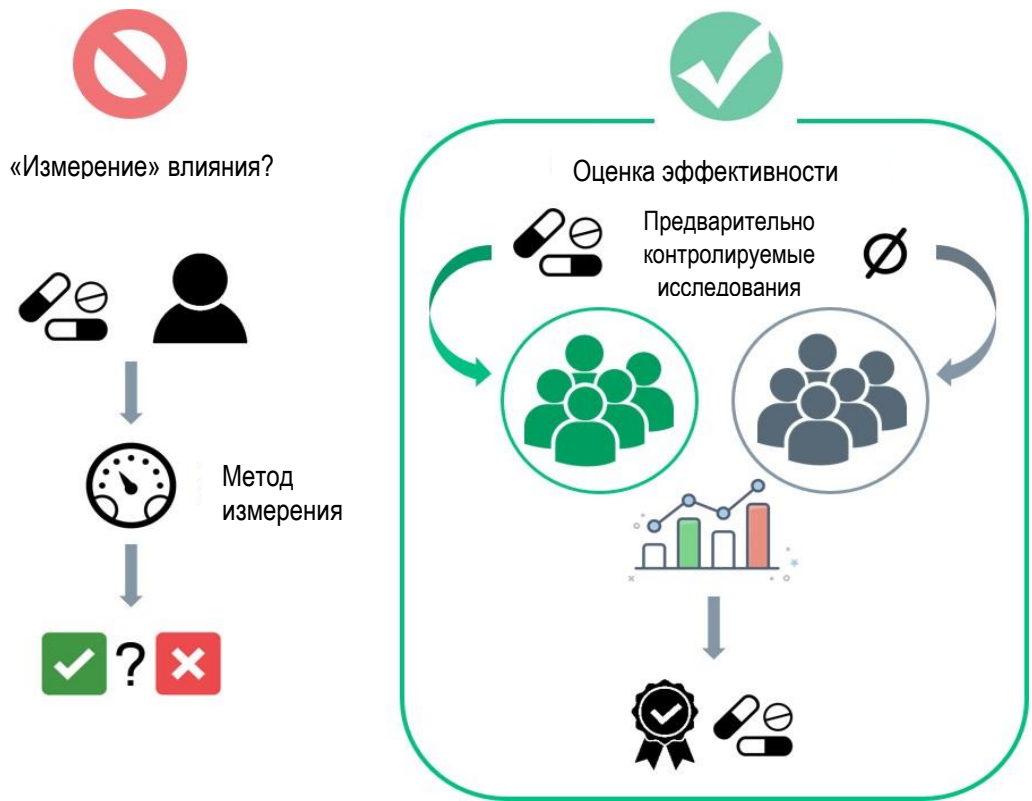 «Измерение» влияния?
Метод
измерения
Оценка эффективности
Предварительно
контролируемые
исследования